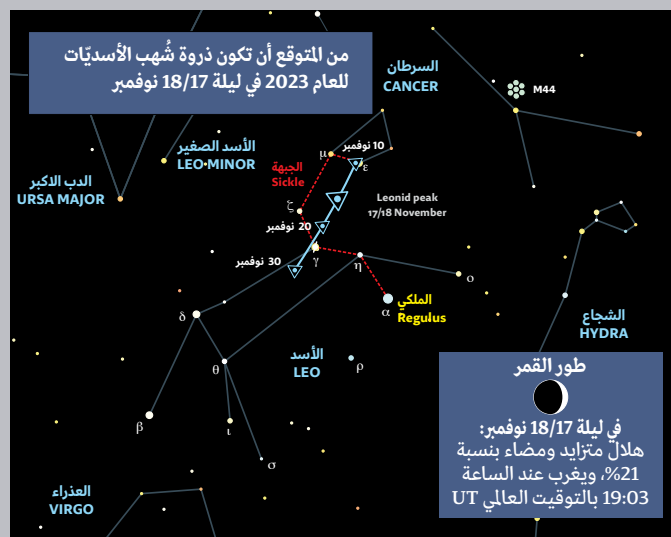 من المتوقع أن تكون ذروة شُهب الأسديّات
للعام 2023 في ليلة 18/17 نوفمبر
السرطان
CANCER
M44
الأسد الصغير
LEO MINOR
الدب الاكبر
URSA MAJOR
الجبهة
Sickle
10 نوفمبر
μ
ε
ζ
Leonid peak
17/18 November
20 نوفمبر
γ
30 نوفمبر
η
ο
الملكي
Regulus
α
δ
الشجاع
HYDRA
الأسد
LEO
θ
ρ
β
ι
σ
العذراء
VIRGO
طور القمر
في ليلة 18/17 نوفمبر:
هلال متزايد ومضاء بنسبة
21%، ويغرب عند الساعة
19:03 بالتوقيت العالمي UT